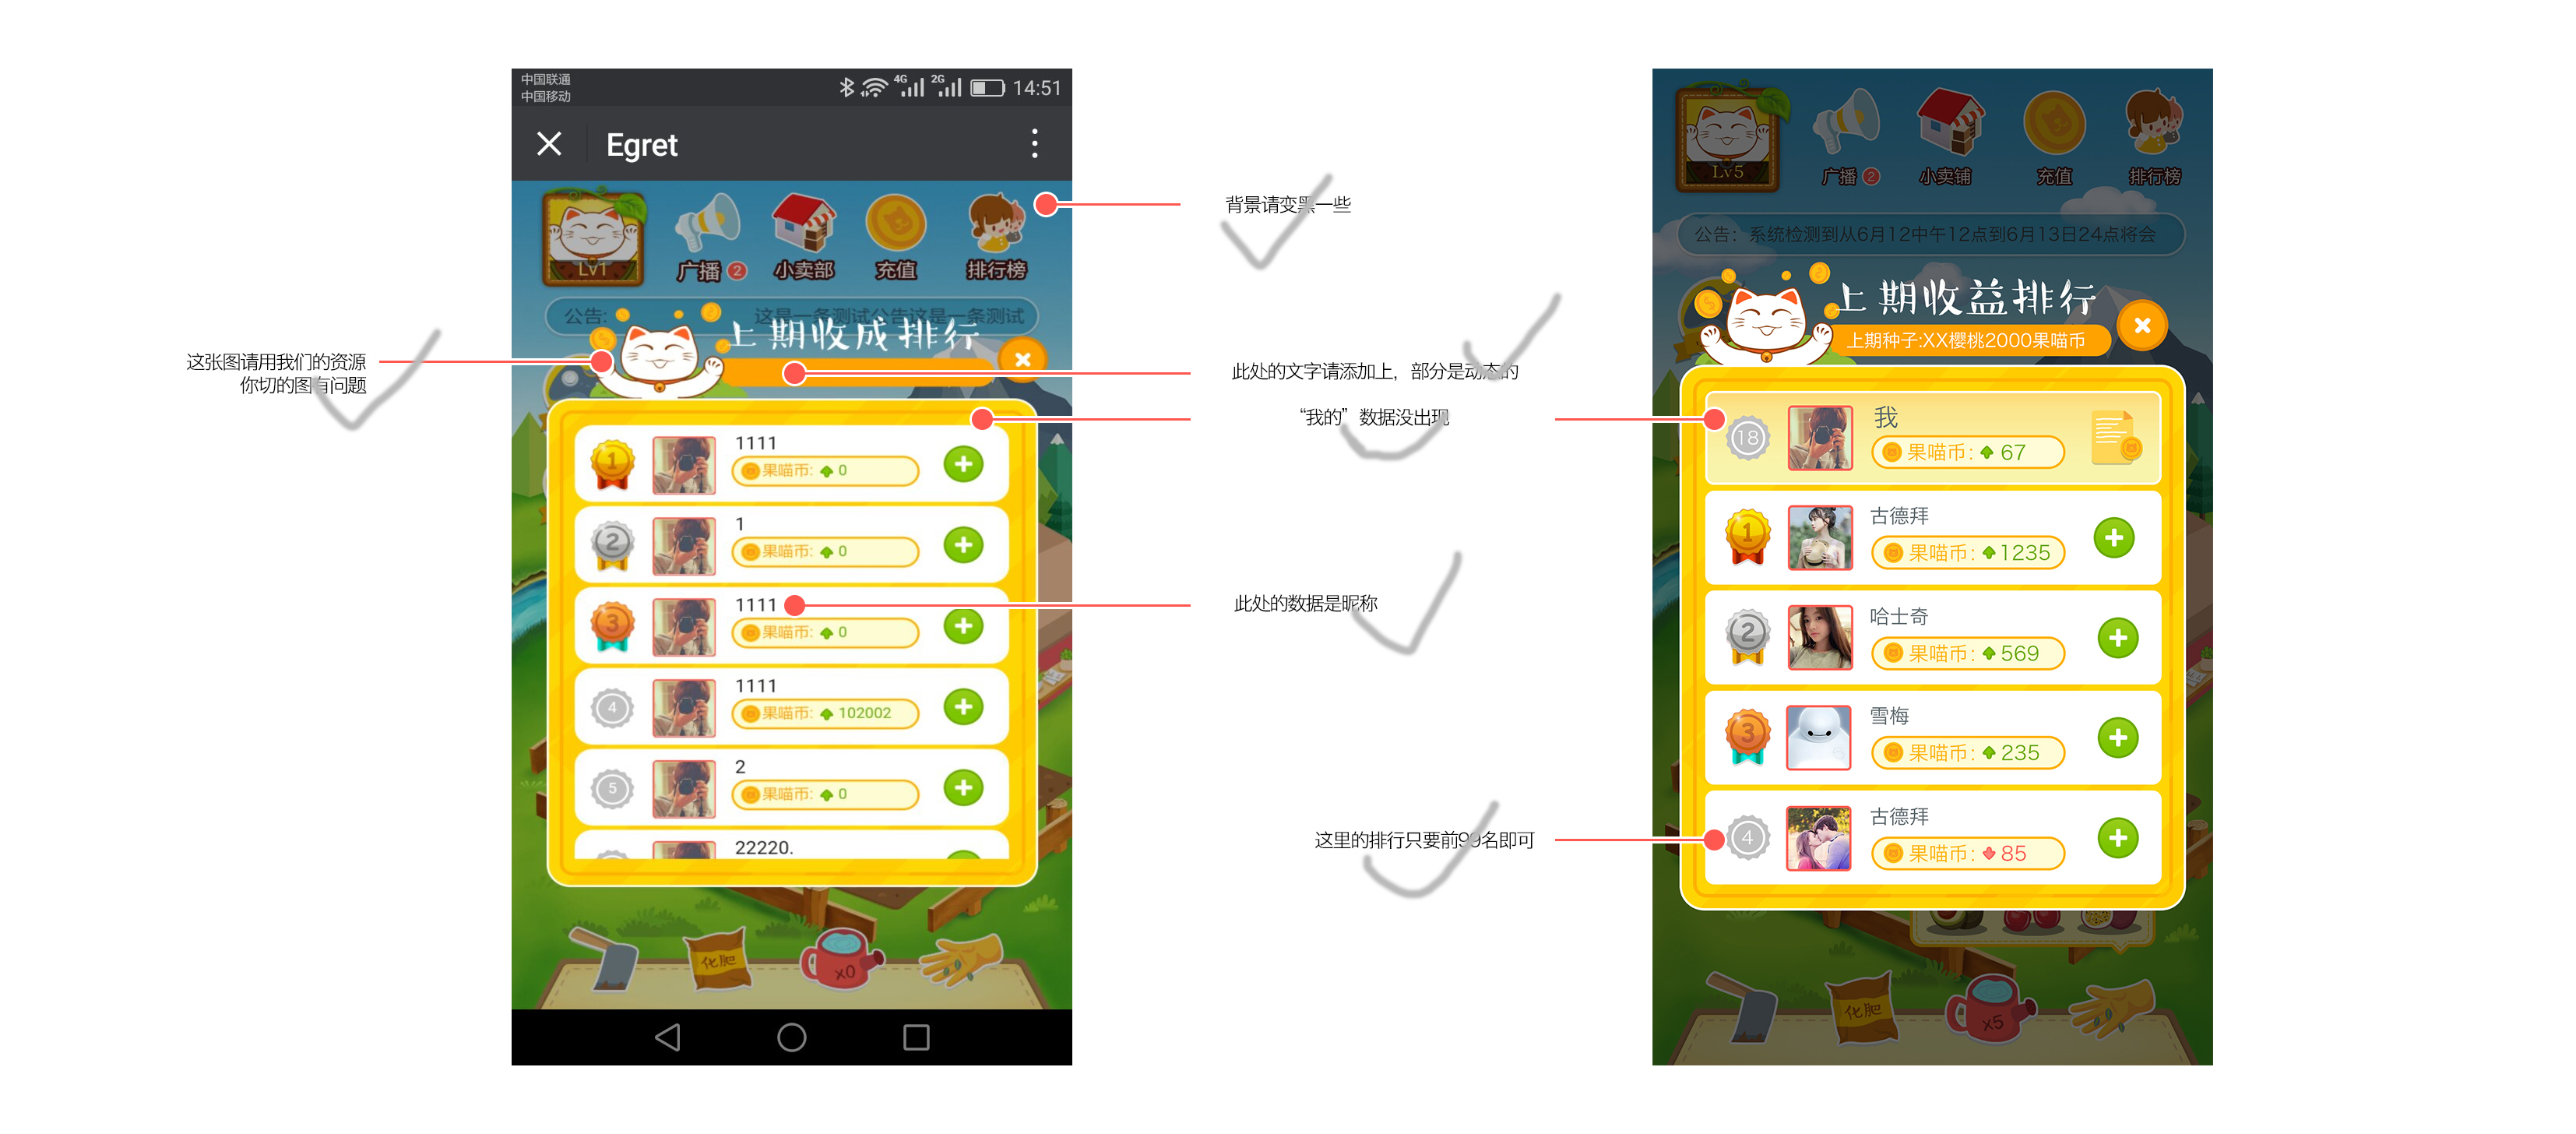 中国联通
中国移动
4G 2G 14:51
Egret
LV1
广播 2
小卖部
充值
排行榜
公告: 这是一条测试公告这是一条测试
上期收成排行
1
1111
果喵币: 0
2
1
果喵币: 0
3
1111
果喵币: 0
4
1111
果喵币: 102002
5
2
果喵币: 0
22220.
化肥
x0
这张图请用我们的资源
你切的图有问题
背景请变黑一些
此处的文字请添加上，部分是动态的
“我的”数据没出现
此处的数据是昵称
这里的排行只要前99名即可
Lv5
广播 2
小卖铺
充值
排行榜
公告：系统检测到从6月12中午12点到6月13日24点将会
上期收益排行
上期种子:XX樱桃2000果喵币
18
我
果喵币: 67
1
古德拜
果喵币: 1235
2
哈士奇
果喵币: 569
3
雪梅
果喵币: 235
4
古德拜
果喵币: 85
化肥
x5